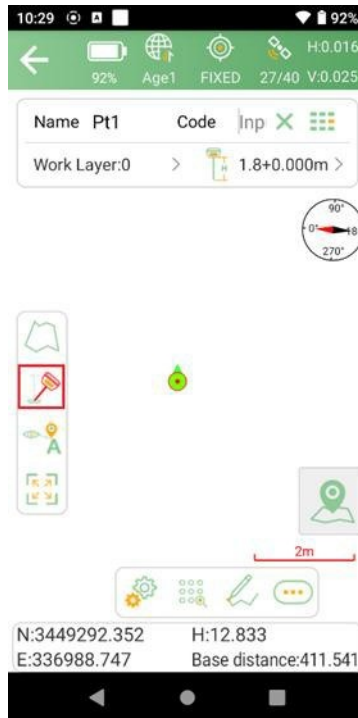 10:29 A 92%
H:0.016
92% Age1 FIXED 27/40 V:0.025
Name Pt1 Code Inp
Work Layer:0 > H 1.8+0.000m >
90°
0° 18
270°
A
2m
N:3449292.352 H:12.833
E:336988.747 Base distance:411.541